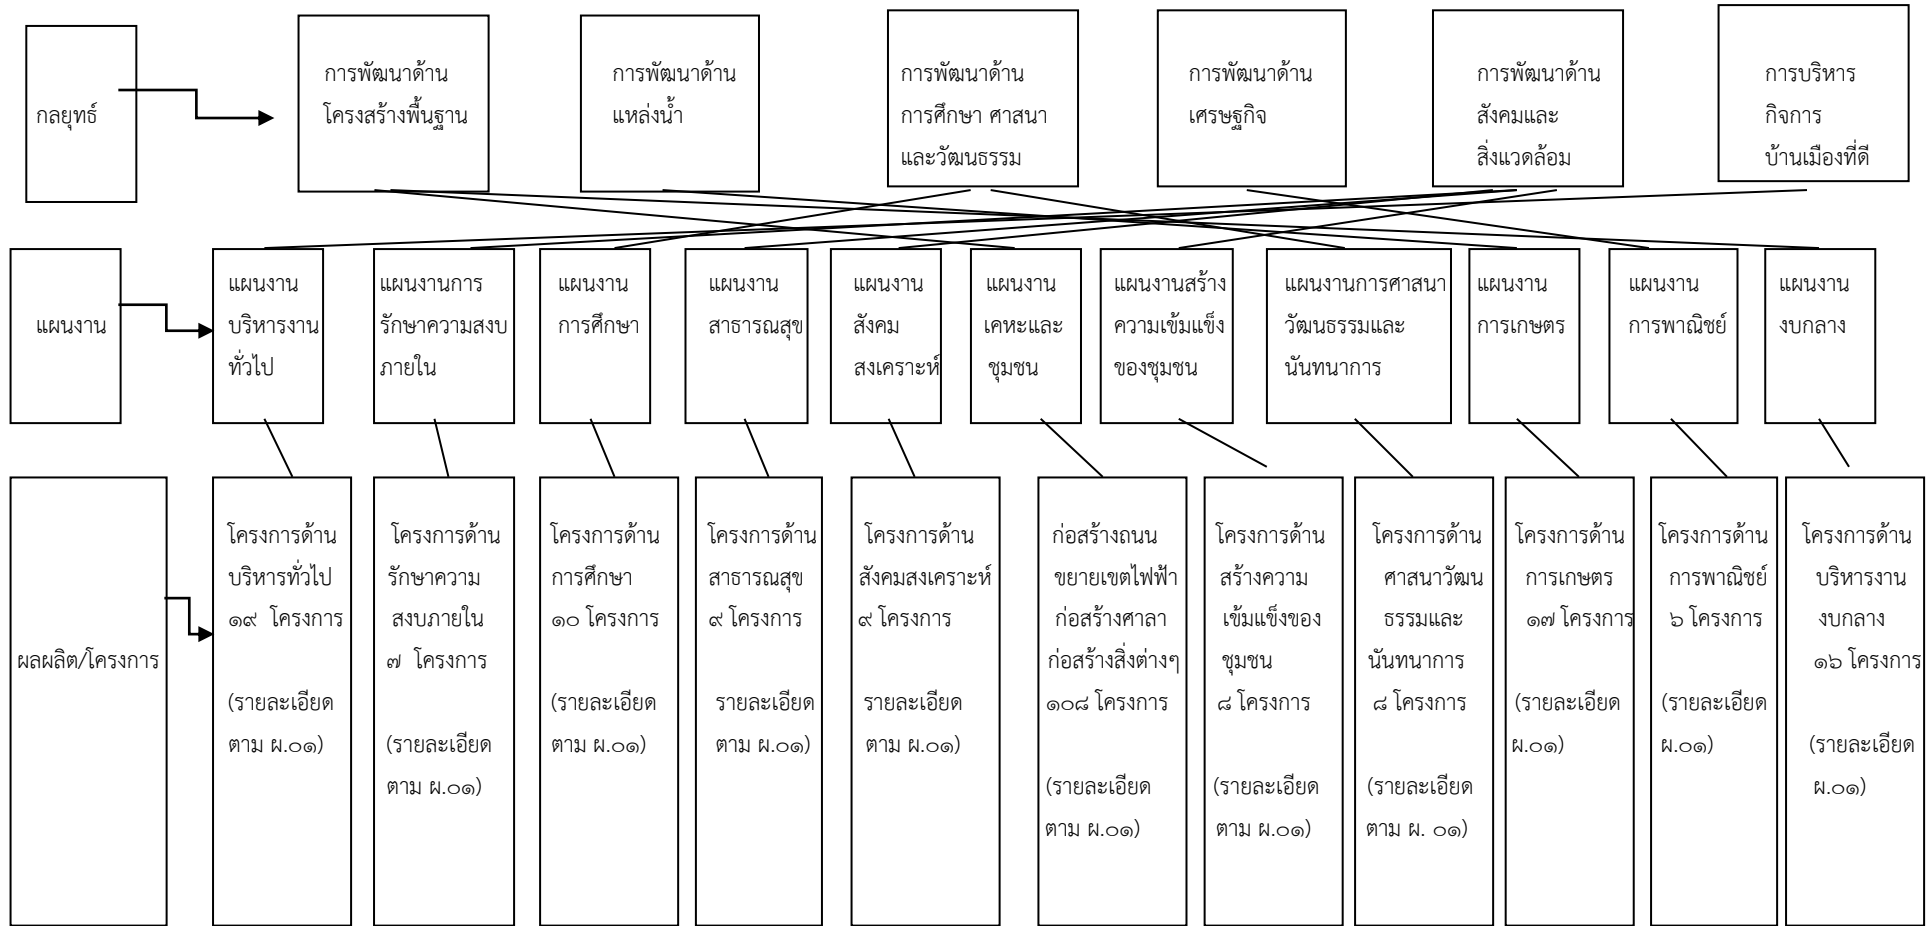 กลยุทธ์
การพัฒนาด้าน
โครงสร้างพื้นฐาน
การพัฒนาด้าน
แหล่งน้ำ
การพัฒนาด้าน
การศึกษา ศาสนา
และวัฒนธรรม
การพัฒนาด้าน
เศรษฐกิจ
การพัฒนาด้าน
สังคมและ
สิ่งแวดล้อม
การบริหาร
กิจการ
บ้านเมืองที่ดี
แผนงาน
แผนงาน
บริหารงาน
ทั่วไป
แผนงานการ
รักษาความสงบ
ภายใน
แผนงาน
การศึกษา
แผนงาน
สาธารณสุข
แผนงาน
สังคม
สงเคราะห์
แผนงาน
เคหะและ
ชุมชน
แผนงานสร้าง
ความเข้มแข็ง
ของชุมชน
แผนงานการศาสนา
วัฒนธรรมและ
นันทนาการ
แผนงาน
การเกษตร
แผนงาน
การพาณิชย์
แผนงาน
งบกลาง
ผลผลิต/โครงการ
โครงการด้าน
บริหารทั่วไป
๑๙ โครงการ
(รายละเอียด
ตาม ผ.๐๑)
โครงการด้าน
รักษาความ
สงบภายใน
๗ โครงการ
(รายละเอียด
ตาม ผ.๐๑)
โครงการด้าน
การศึกษา
๑๐ โครงการ
(รายละเอียด
ตาม ผ.๐๑)
โครงการด้าน
สาธารณสุข
๙ โครงการ
รายละเอียด
ตาม ผ.๐๑)
โครงการด้าน
สังคมสงเคราะห์
๙ โครงการ
รายละเอียด
ตาม ผ.๐๑)
ก่อสร้างถนน
ขยายเขตไฟฟ้า
ก่อสร้างศาลา
ก่อสร้างสิ่งต่างๆ
๑๐๘ โครงการ
(รายละเอียด
ตาม ผ.๐๑)
โครงการด้าน
สร้างความ
เข้มแข็งของ
ชุมชน
๘ โครงการ
(รายละเอียด
ตาม ผ.๐๑)
โครงการด้าน
ศาสนาวัฒน
ธรรมและ
นันทนาการ
๘ โครงการ
(รายละเอียด
ตาม ผ. ๐๑)
โครงการด้าน
การเกษตร
๑๗ โครงการ
(รายละเอียด
ผ.๐๑)
โครงการด้าน
การพาณิชย์
๖ โครงการ
(รายละเอียด
ผ.๐๑)
โครงการด้าน
บริหารงาน
งบกลาง
๑๖ โครงการ
(รายละเอียด
ผ.๐๑)